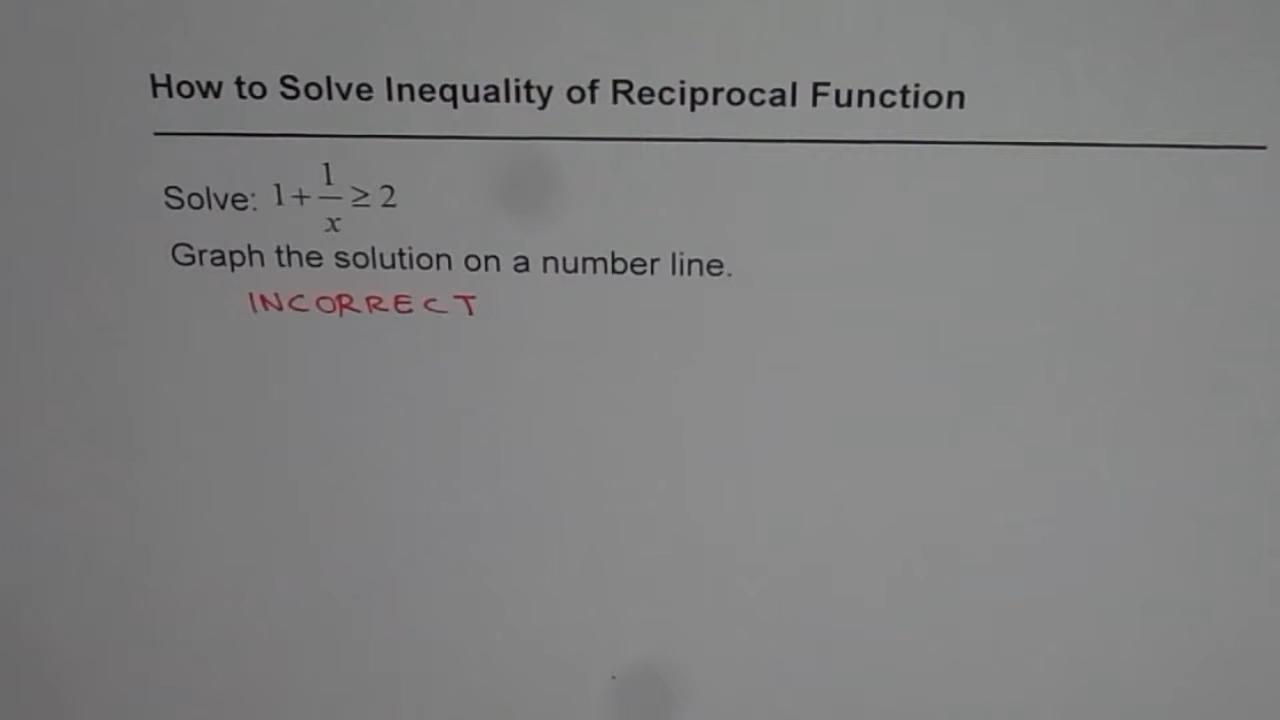 How to Solve Inequality of Reciprocal Function
Solve: 1 + 1/x ≥ 2
Graph the solution on a number line.
INCORRECT